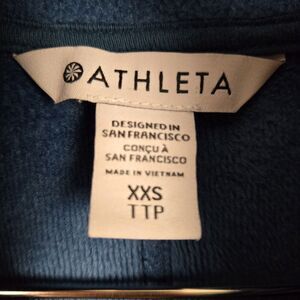 ATHLETA
DESIGNED IN
SAN FRANCISCO
CONÇU À
SAN FRANCISCO
MADE IN VIETNAM
XXS
TTP